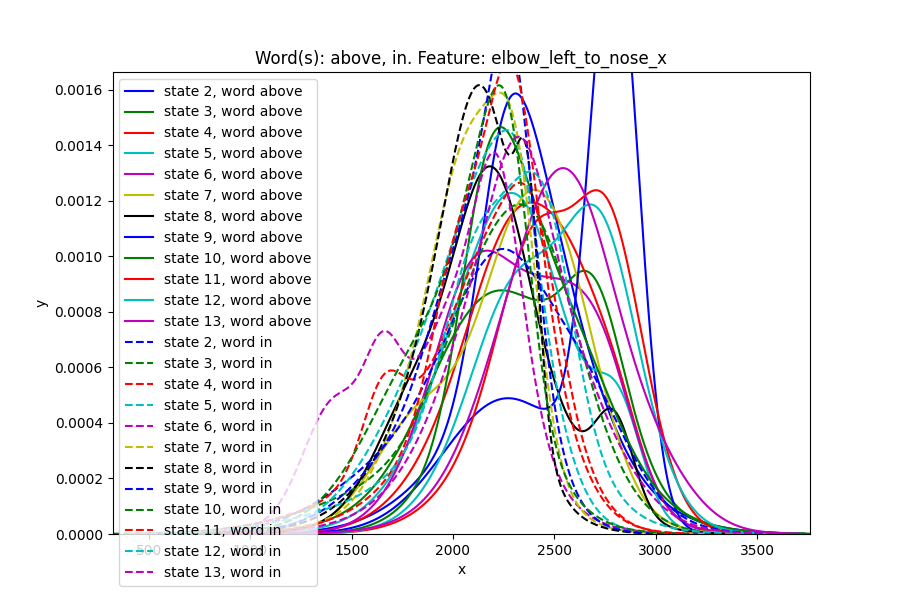 Word(s): above, in. Feature: elbow_left_to_nose_x
y
0.0016
0.0014
0.0012
0.0010
0.0008
0.0006
0.0004
0.0002
0.0000
state 2, word above
state 3, word above
state 4, word above
state 5, word above
state 6, word above
state 7, word above
state 8, word above
state 9, word above
state 10, word above
state 11, word above
state 12, word above
state 13, word above
state 2, word in
state 3, word in
state 4, word in
state 5, word in
state 6, word in
state 7, word in
state 8, word in
state 9, word in
state 10, word in
state 11, word in
state 12, word in
state 13, word in
500 1500 2000 2500 3000 3500
x